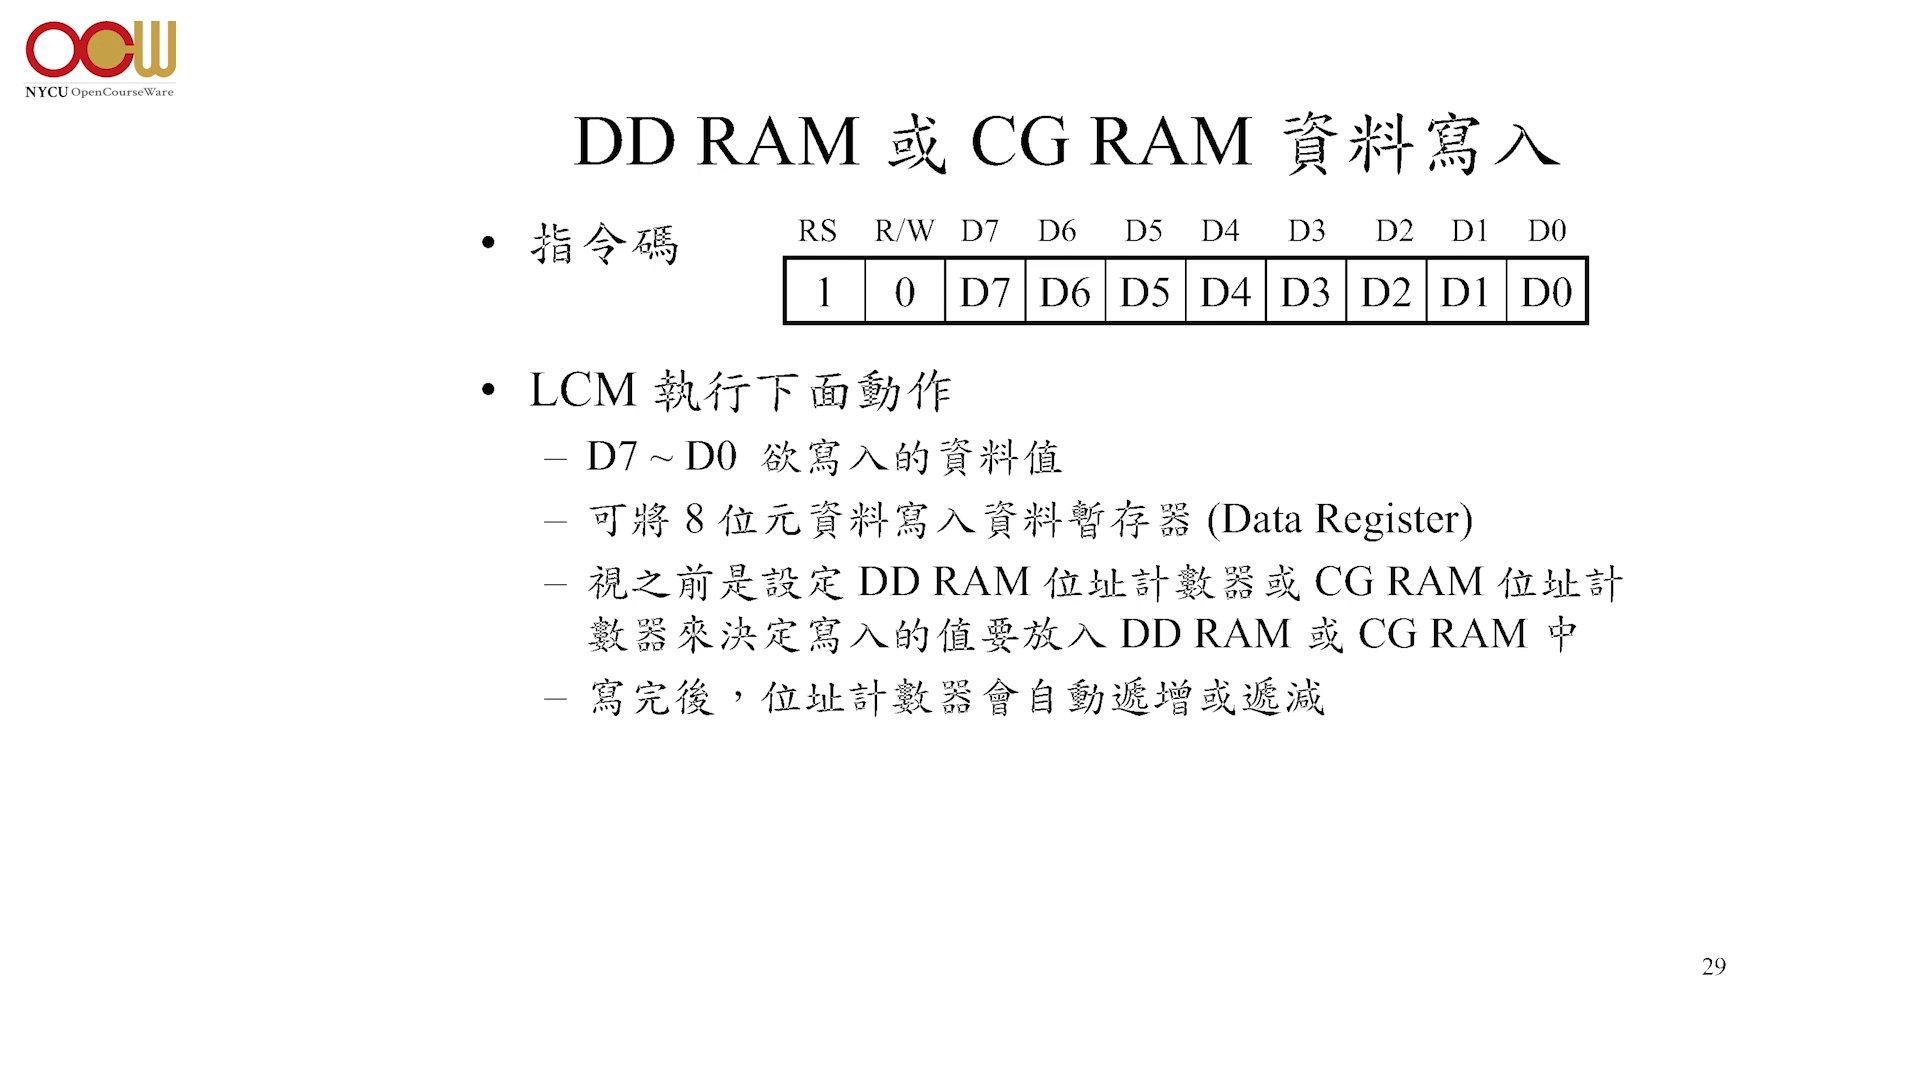 OCW
NYCU OpenCourseWare
DD RAM 或 CG RAM 資料寫入
• 指令碼
RS R/W D7 D6 D5 D4 D3 D2 D1 D0
1 0 D7 D6 D5 D4 D3 D2 D1 D0
• LCM 執行下面動作
– D7 ~ D0 欲寫入的資料值
– 可將 8 位元資料寫入資料暫存器 (Data Register)
– 視之前是設定 DD RAM 位址計數器或 CG RAM 位址計
數器來決定寫入的值要放入 DD RAM 或 CG RAM 中
– 寫完後，位址計數器會自動遞增或遞減
29